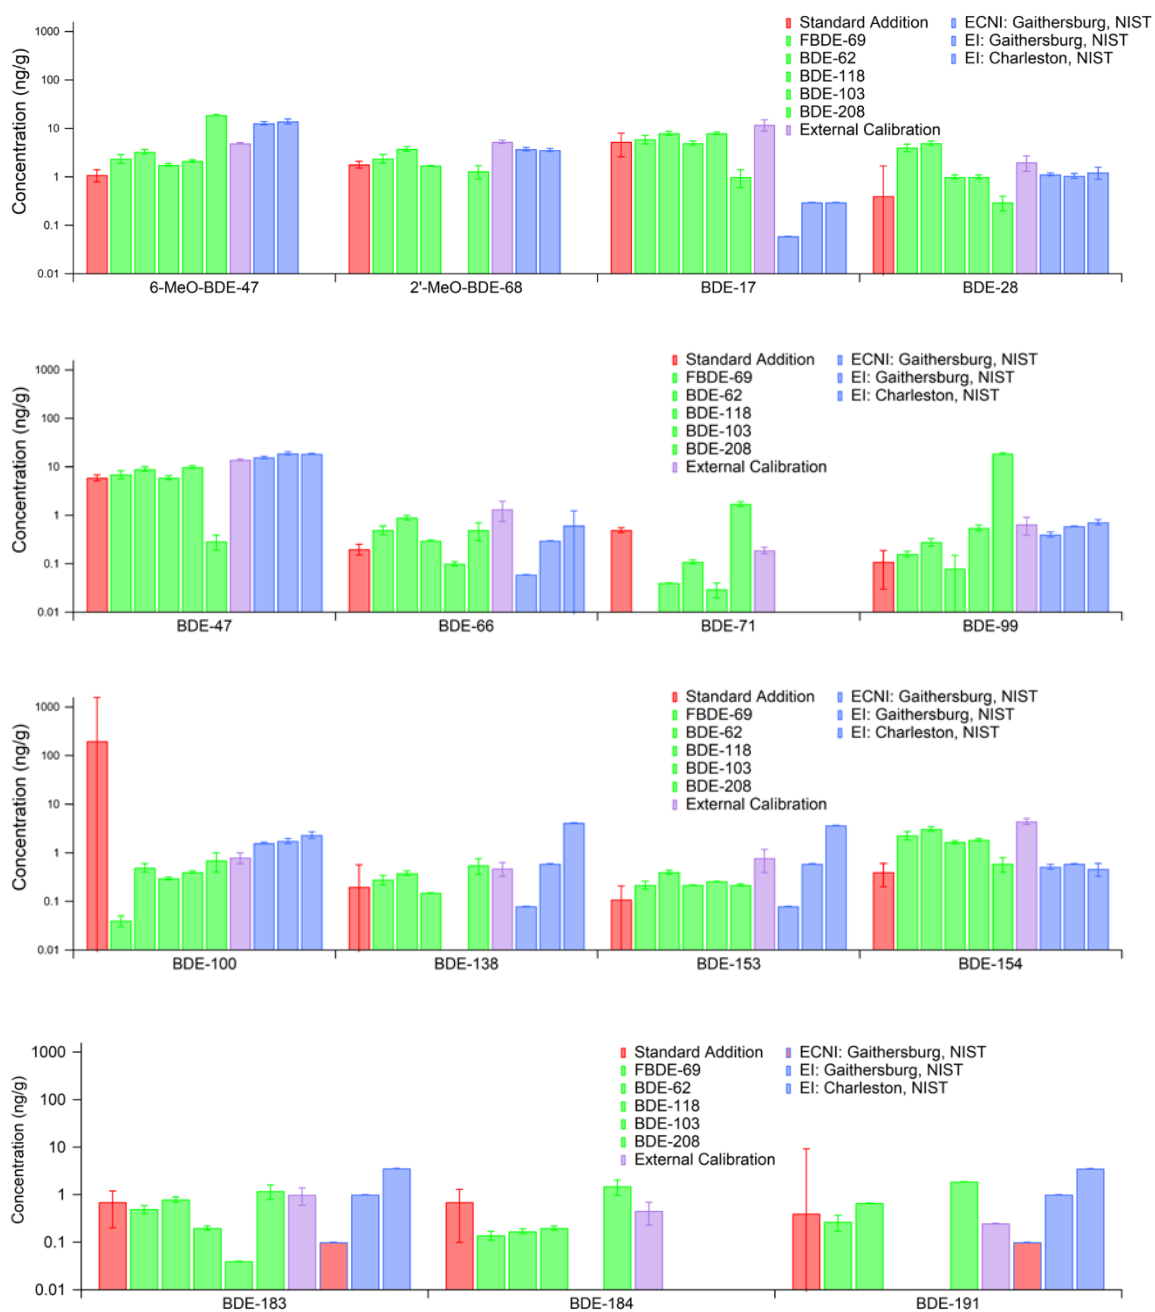 Standard Addition ECNI: Gaithersburg, NIST
FBDE-69 EI: Gaithersburg, NIST
BDE-62 EI: Charleston, NIST
BDE-118
BDE-103
BDE-208
External Calibration
Concentration (ng/g)
1000
100
10
1
0.1
0.01
6-MeO-BDE-47 2'-MeO-BDE-68 BDE-17 BDE-28
Standard Addition ECNI: Gaithersburg, NIST
FBDE-69 EI: Gaithersburg, NIST
BDE-62 EI: Charleston, NIST
BDE-118
BDE-103
BDE-208
External Calibration
Concentration (ng/g)
1000
100
10
1
0.1
0.01
BDE-47 BDE-66 BDE-71 BDE-99
Standard Addition ECNI: Gaithersburg, NIST
FBDE-69 EI: Gaithersburg, NIST
BDE-62 EI: Charleston, NIST
BDE-118
BDE-103
BDE-208
External Calibration
Concentration (ng/g)
1000
100
10
1
0.1
0.01
BDE-100 BDE-138 BDE-153 BDE-154
Standard Addition ECNI: Gaithersburg, NIST
FBDE-69 EI: Gaithersburg, NIST
BDE-62 EI: Charleston, NIST
BDE-118
BDE-103
BDE-208
External Calibration
Concentration (ng/g)
1000
100
10
1
0.1
0.01
BDE-183 BDE-184 BDE-191